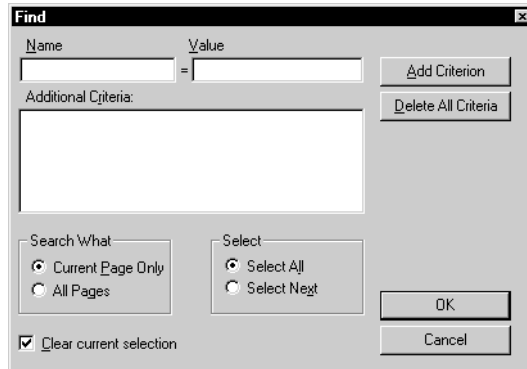 Find
Name Value
=
Add Criterion
Additional Criteria:
Delete All Criteria
Search What
Current Page Only
All Pages
Select
Select All
Select Next
OK
Clear current selection
Cancel